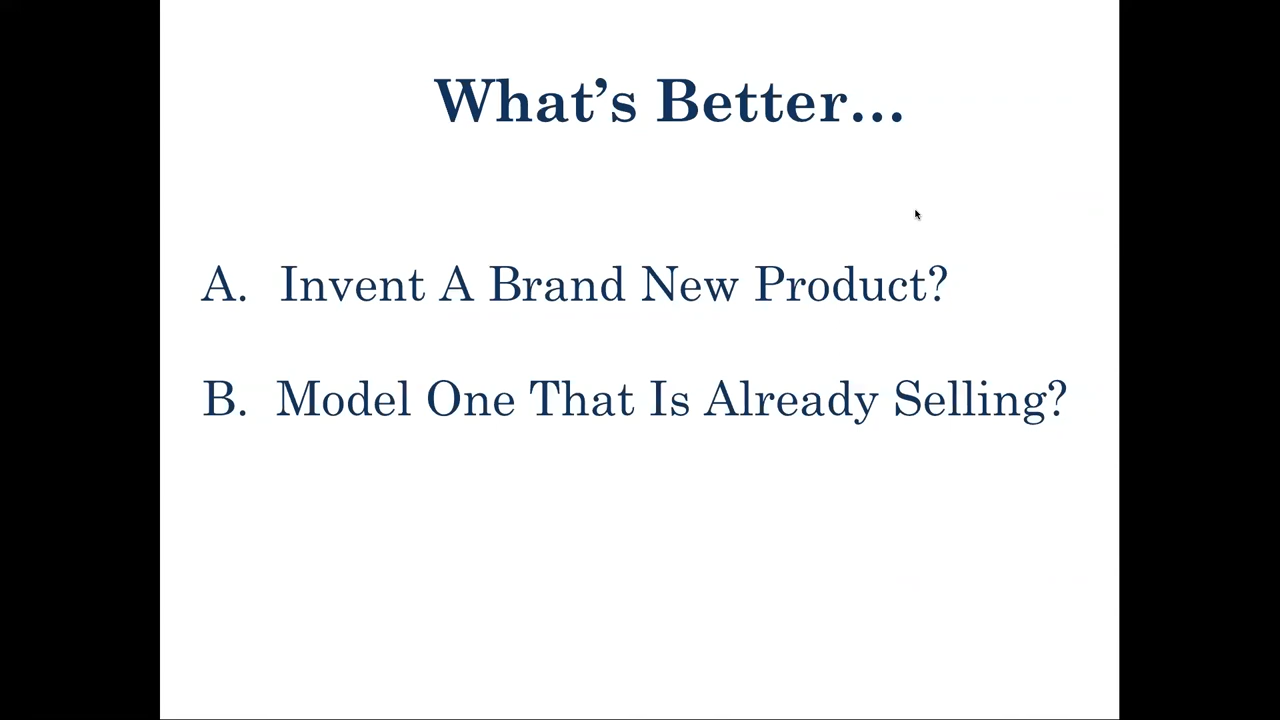 What's Better...
A. Invent A Brand New Product?
B. Model One That Is Already Selling?